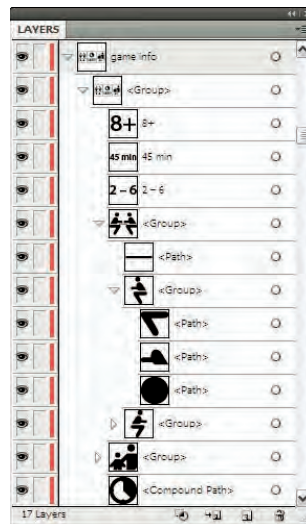 LAYERS
game info
<Group>
8+ 8+
45 min 45 min
2 – 6 2 – 6
<Group>
<Path>
<Group>
<Path>
<Path>
<Path>
<Group>
<Group>
<Compound Path>
17 Layers